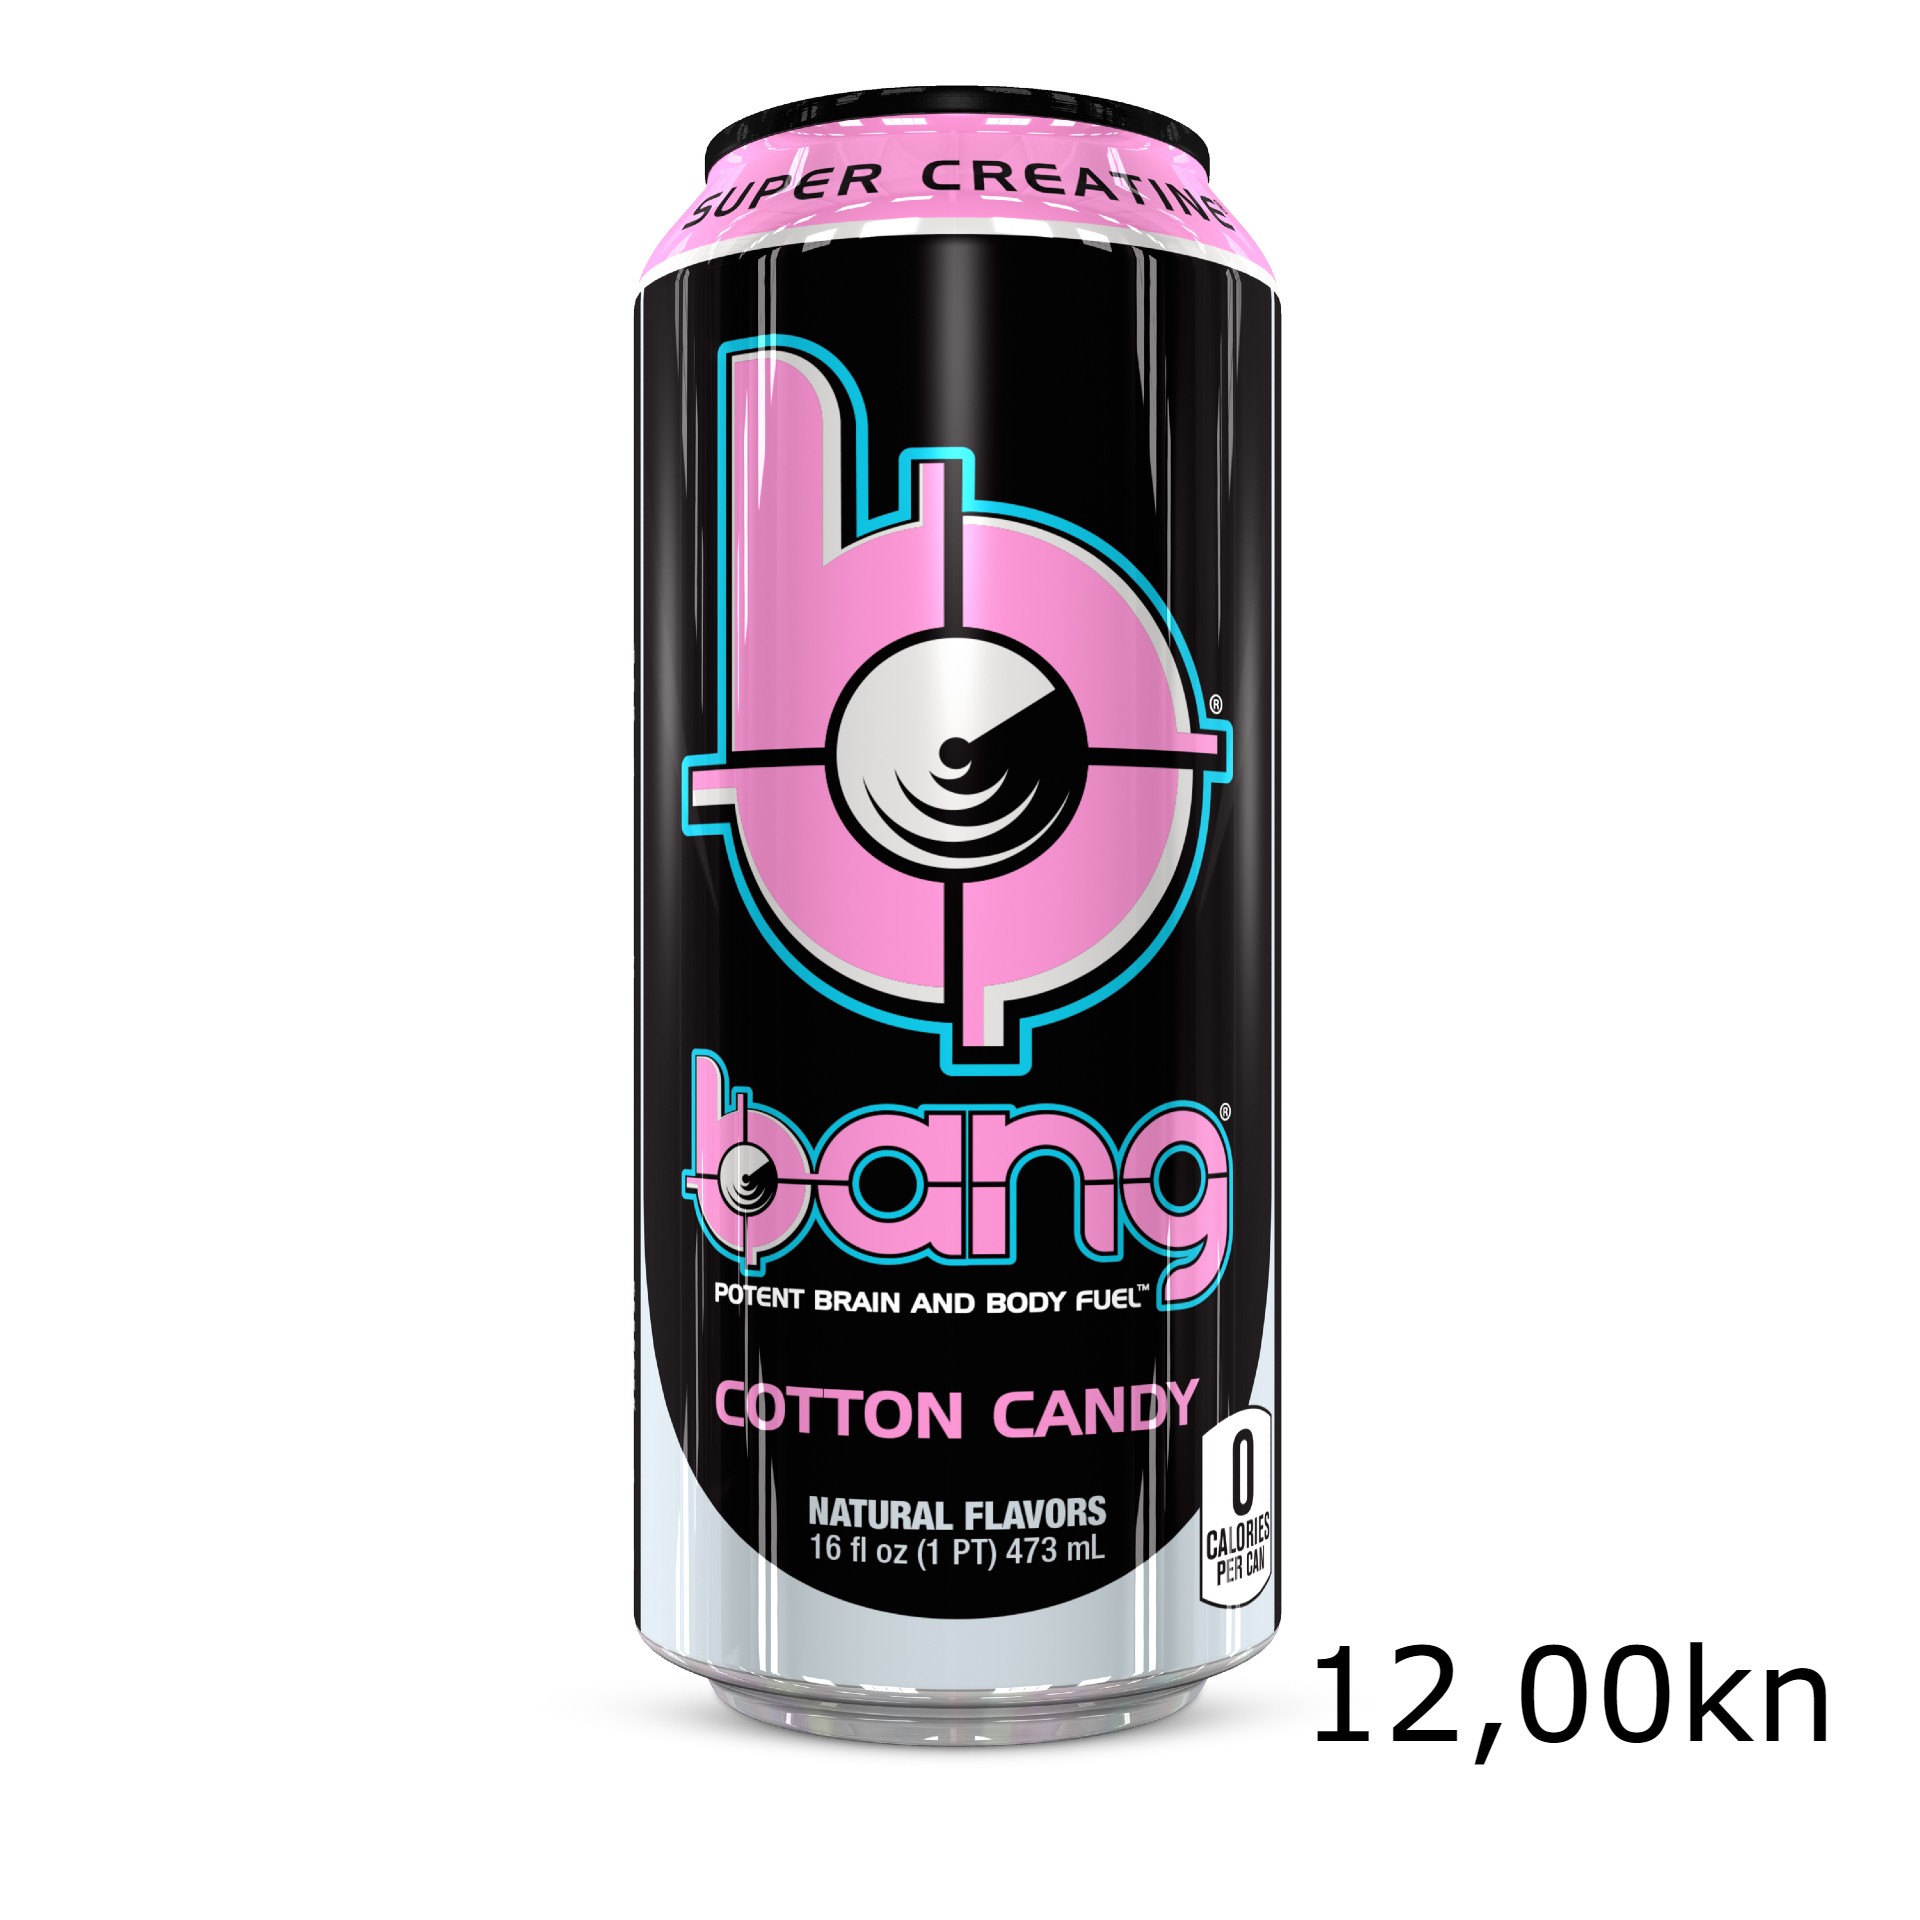 SUPER CREATINE
®
bang®
POTENT BRAIN AND BODY FUEL™
COTTON CANDY
NATURAL FLAVORS
16 fl oz (1 PT) 473 mL
0
CALORIES
PER CAN
12,00kn